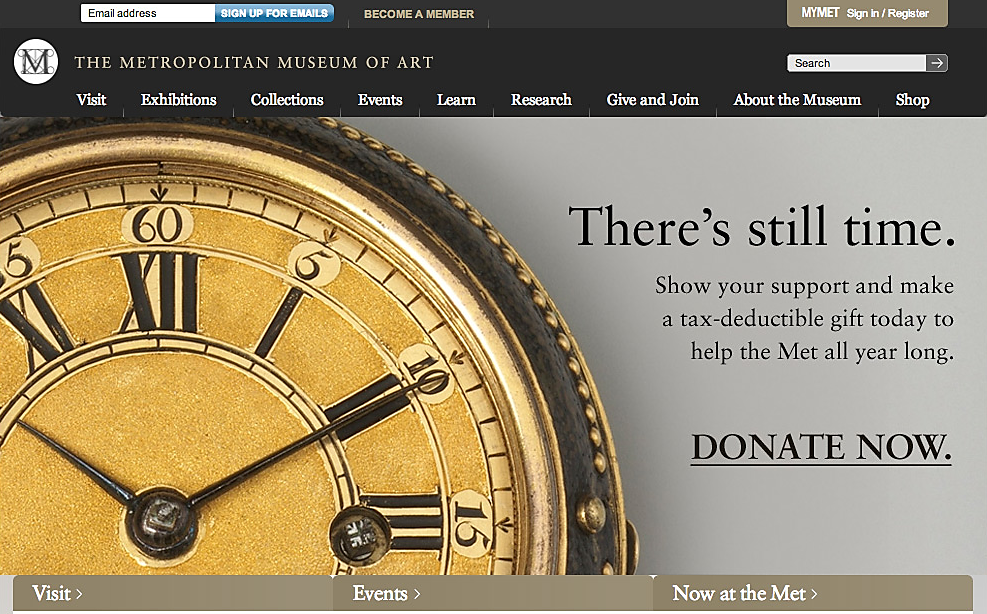 Email address
SIGN UP FOR EMAILS
BECOME A MEMBER
MYMET Sign in / Register
M
THE METROPOLITAN MUSEUM OF ART
Search
Visit Exhibitions Collections Events Learn Research Give and Join About the Museum Shop
There's still time.
Show your support and make
a tax-deductible gift today to
help the Met all year long.
DONATE NOW.
60
5
10
15
XII
I
II
III
Visit ›
Events ›
Now at the Met ›